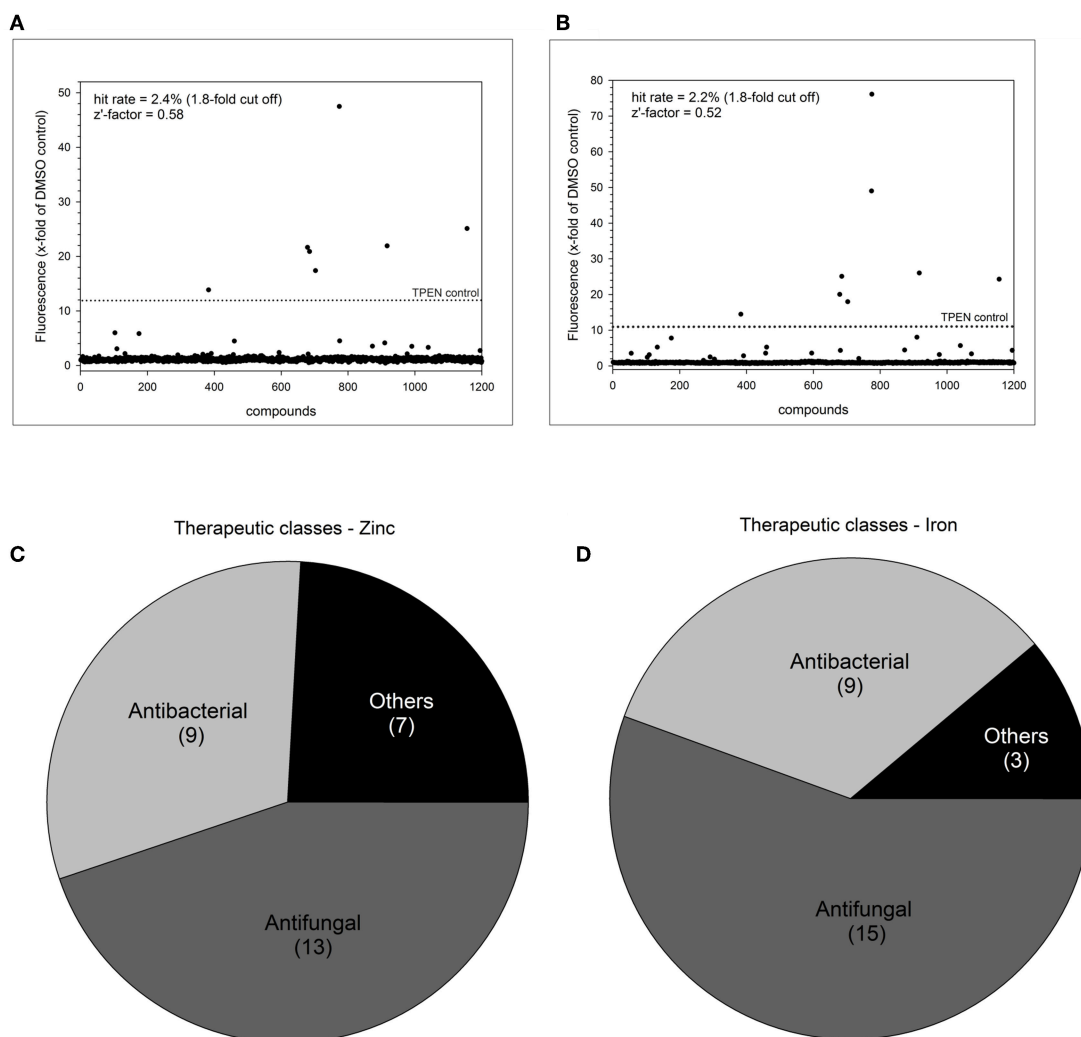 A
hit rate = 2.4% (1.8-fold cut off)
z'-factor = 0.58
Fluorescence (x-fold of DMSO control)
50
40
30
20
10
0
TPEN control
0 200 400 600 800 1000 1200
compounds
B
hit rate = 2.2% (1.8-fold cut off)
z'-factor = 0.52
Fluorescence (x-fold of DMSO control)
80
70
60
50
40
30
20
10
0
TPEN control
0 200 400 600 800 1000 1200
compounds
Therapeutic classes - Zinc
C
Antibacterial
(9)
Others
(7)
Antifungal
(13)
Therapeutic classes - Iron
D
Antibacterial
(9)
Others
(3)
Antifungal
(15)